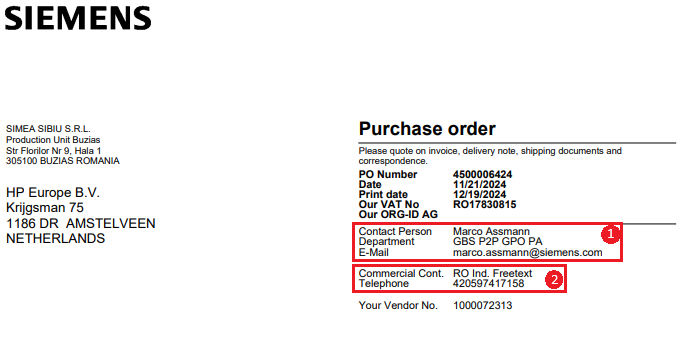 SIEMENS
SIMEA SIBIU S.R.L.
Production Unit Buzias
Str Florilor Nr 9, Hala 1
305100 BUZIAS ROMANIA
HP Europe B.V.
Krijgsman 75
1186 DR AMSTELVEEN
NETHERLANDS
Purchase order
Please quote on invoice, delivery note, shipping documents and
correspondence.
PO Number 4500006424
Date 11/21/2024
Print date 12/19/2024
Our VAT No RO17830815
Our ORG-ID AG
Contact Person Marco Assmann 1
Department GBS P2P GPO PA
E-Mail marco.assmann@siemens.com
Commercial Cont. RO Ind. Freetext 2
Telephone 420597417158
Your Vendor No. 1000072313